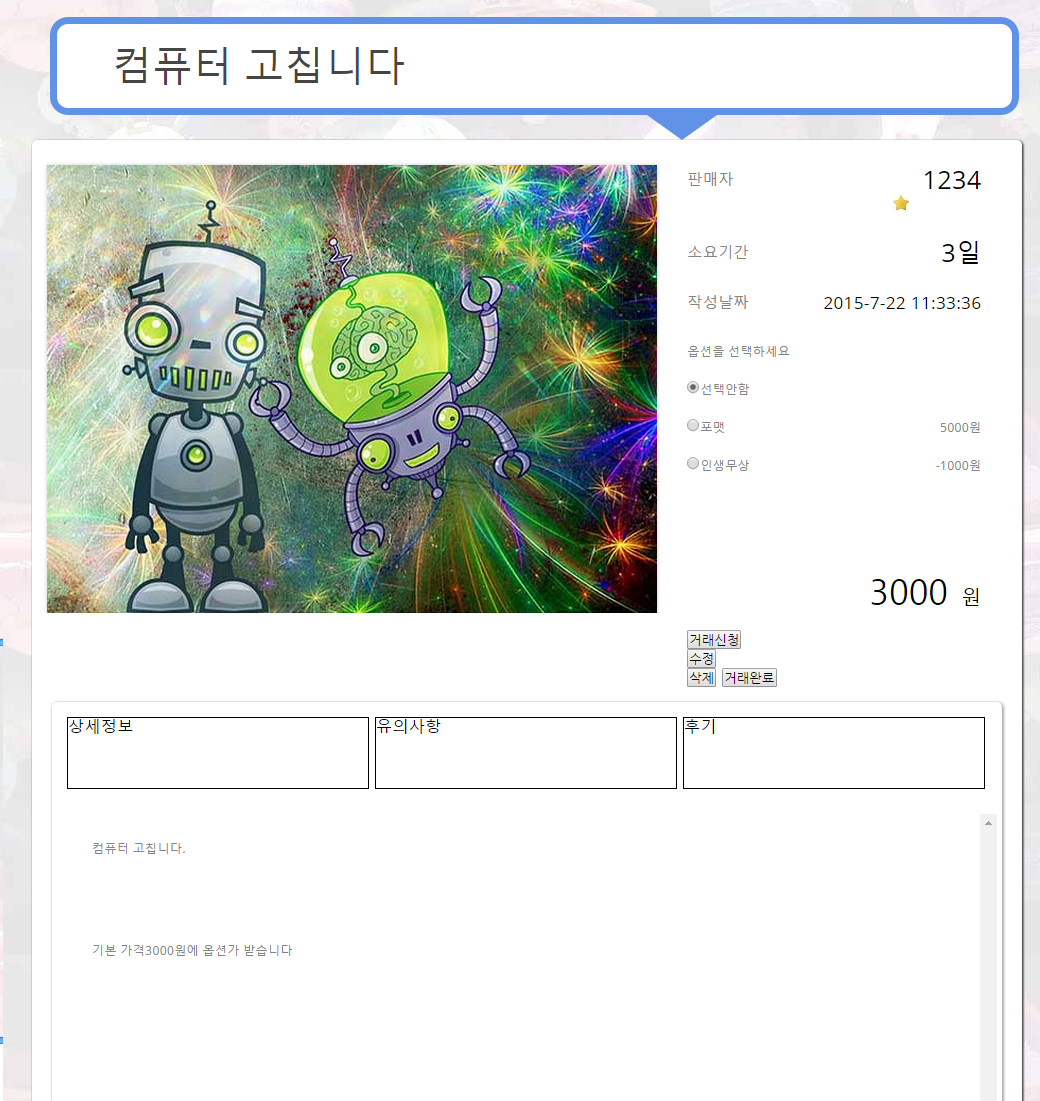 컴퓨터 고칩니다
판매자 1234
소요기간 3일
작성날짜 2015-7-22 11:33:36
옵션을 선택하세요
선택안함
포맷 5000원
인생무상 -1000원
3000 원
거래신청
수정
삭제 거래완료
상세정보 유의사항 후기
컴퓨터 고칩니다.
기본 가격3000원에 옵션가 받습니다